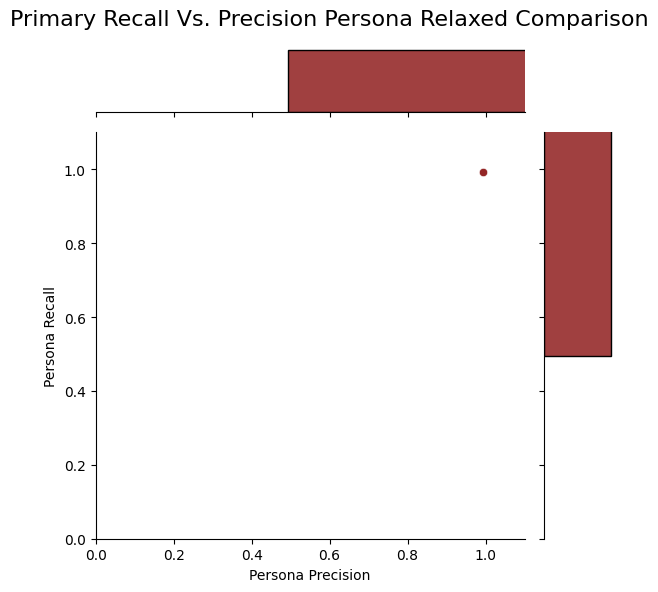 Primary Recall Vs. Precision Persona Relaxed Comparison
1.0
0.8
0.6
0.4
0.2
0.0
Persona Recall
0.0 0.2 0.4 0.6 0.8 1.0
Persona Precision